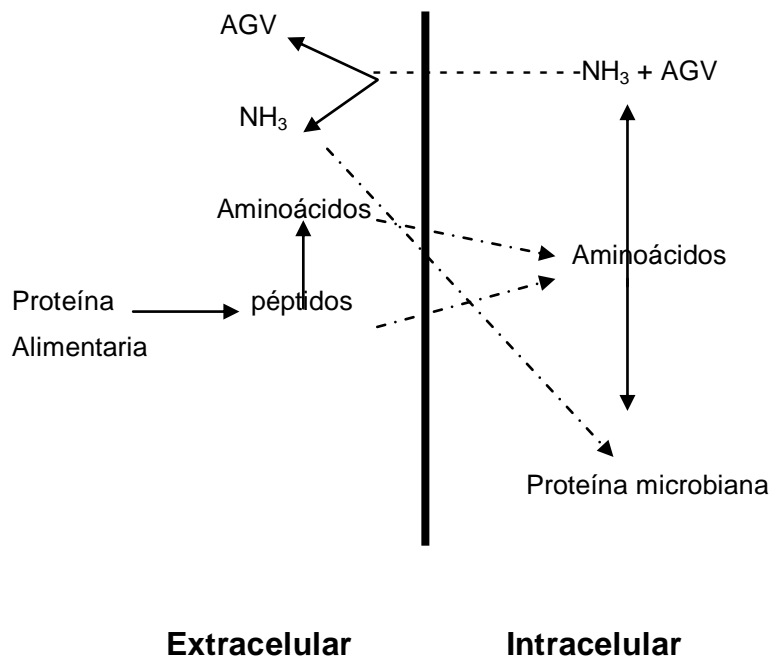 AGV
NH₃ + AGV
NH₃
Aminoácidos
Aminoácidos
Proteína
péptidos
Alimentaria
Proteína microbiana
Extracelular
Intracelular